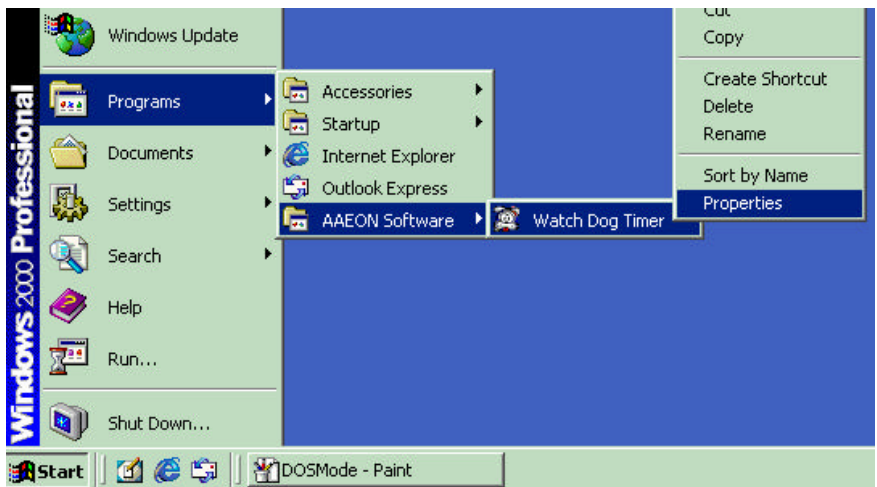 Windows 2000 Professional
Windows Update
Programs
Documents
Settings
Search
Help
Run...
Shut Down...
Accessories
Startup
Internet Explorer
Outlook Express
AAEON Software
Watch Dog Timer
Cut
Copy
Create Shortcut
Delete
Rename
Sort by Name
Properties
Start
DOSMode - Paint